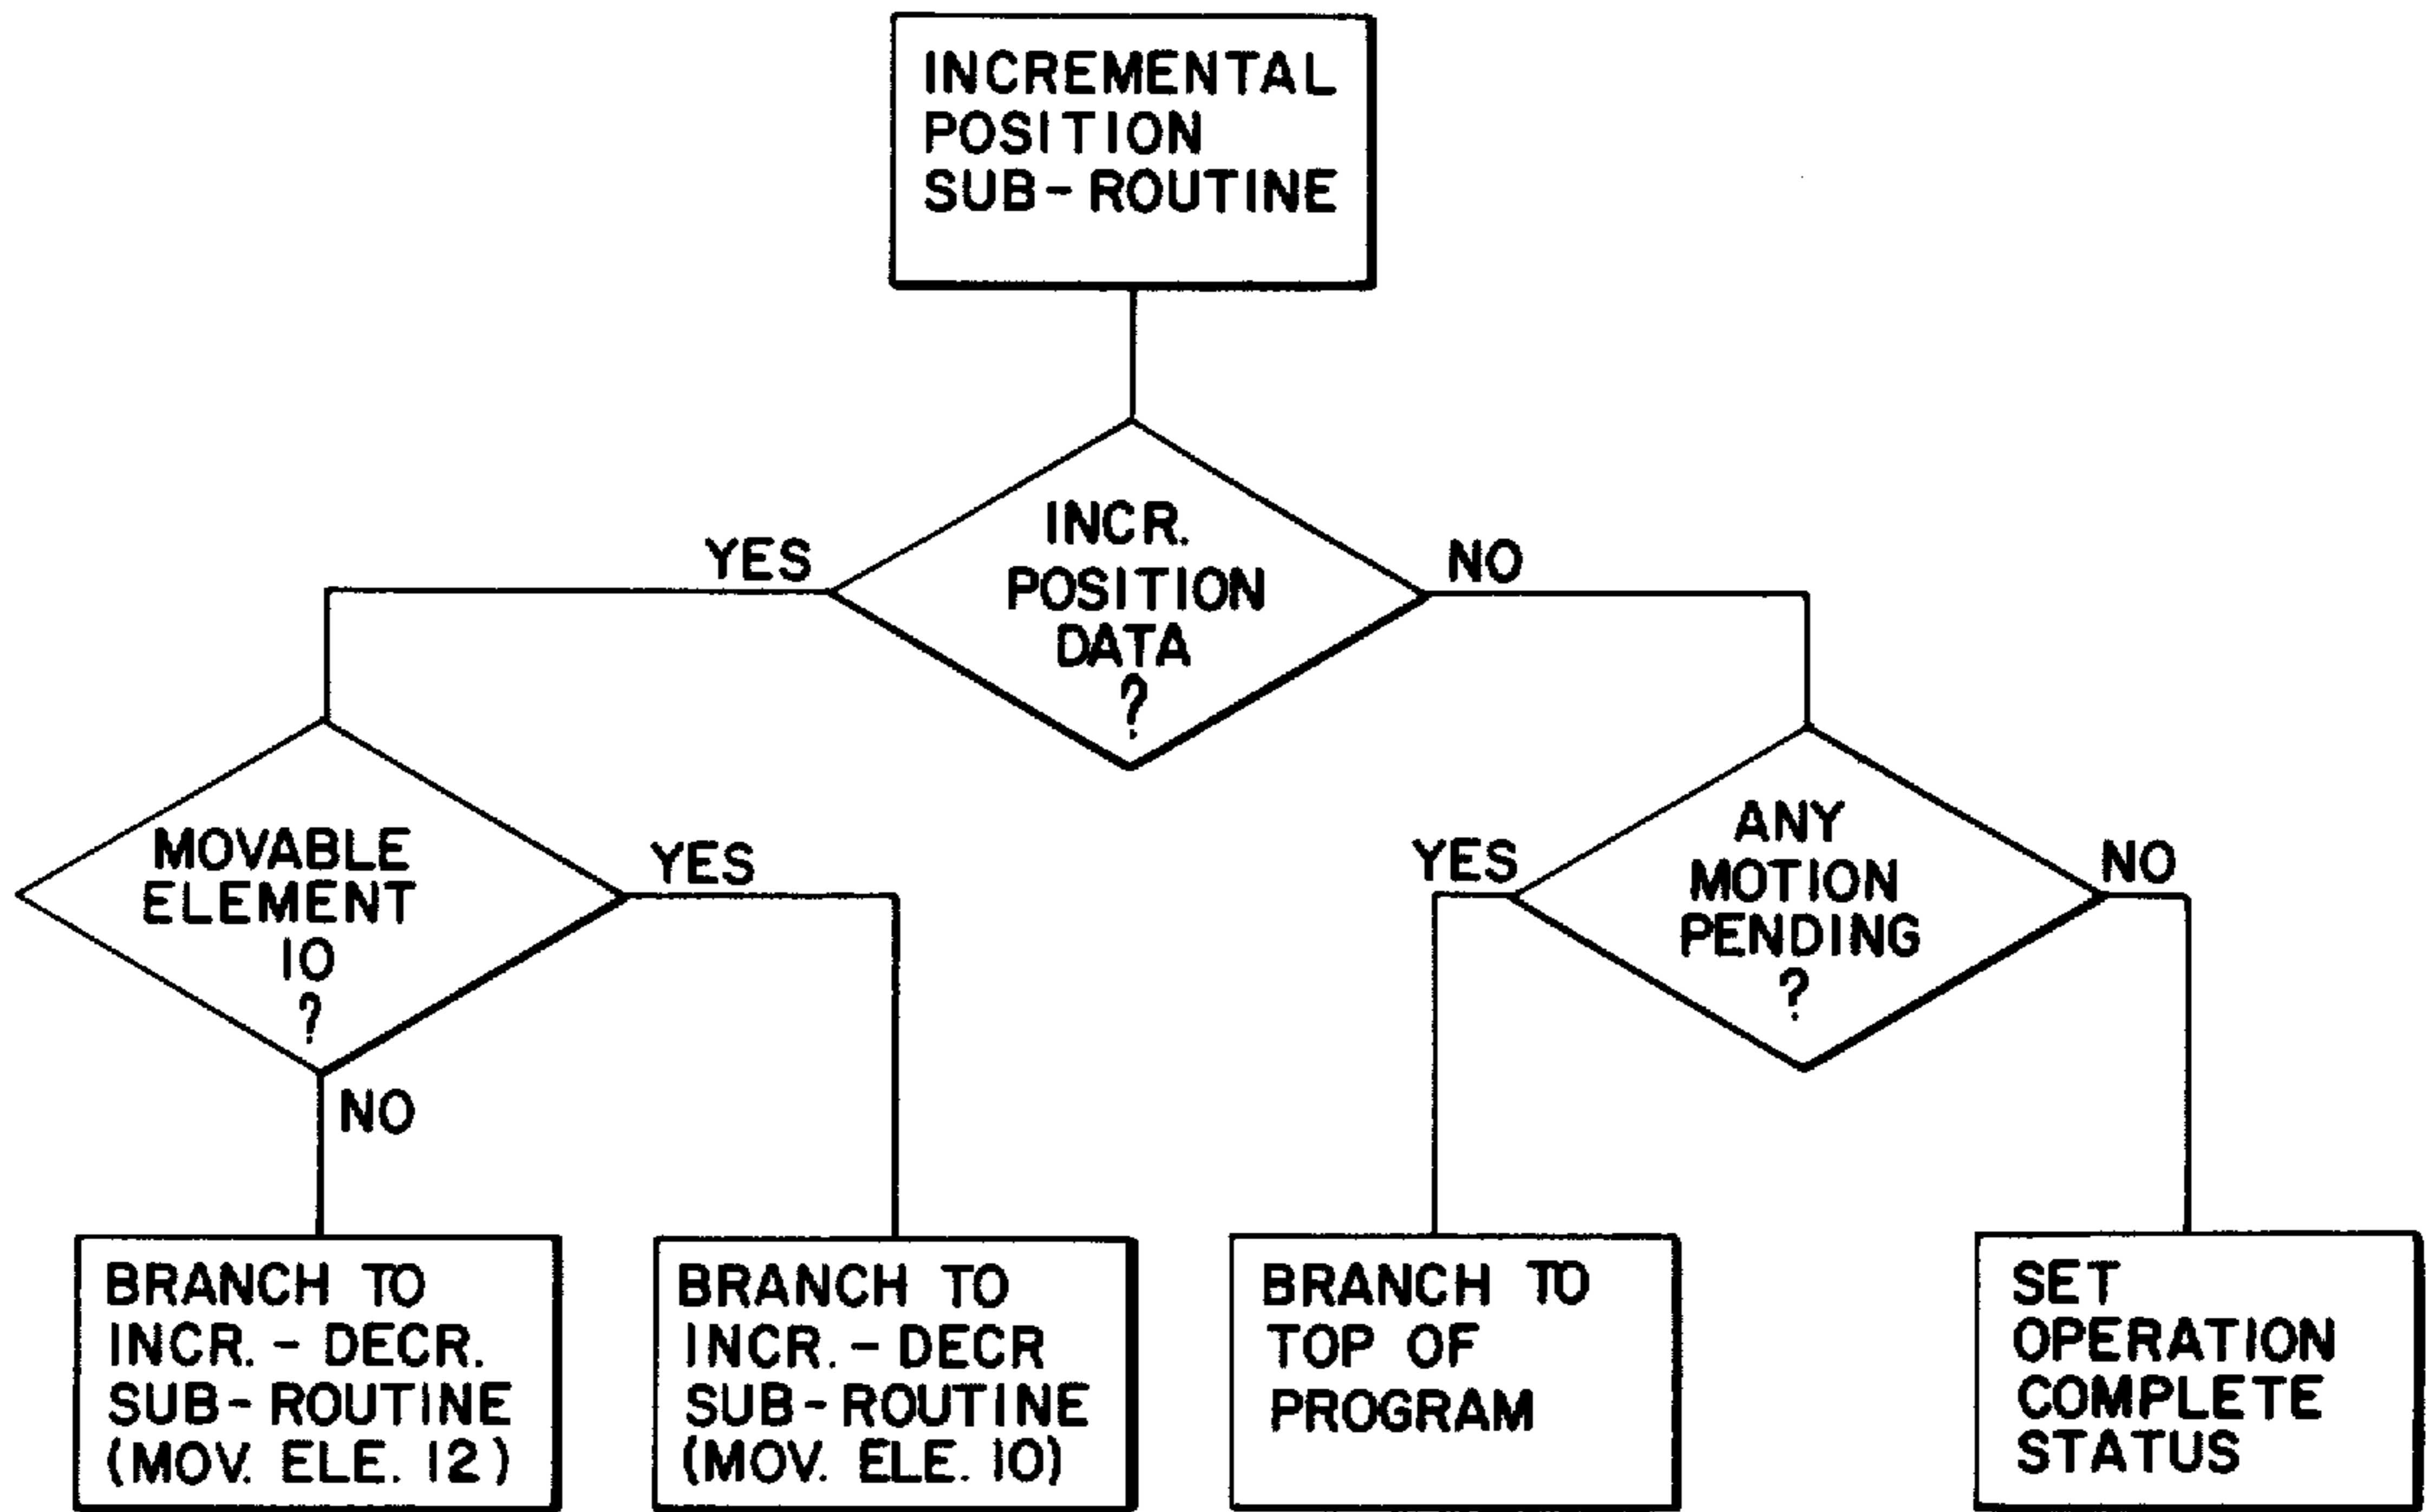 INCREMENTAL
POSITION
SUB-ROUTINE
INCR.
POSITION
DATA
?
YES
NO
MOVABLE
ELEMENT
10
?
YES
NO
ANY
MOTION
PENDING
?
YES
NO
BRANCH TO
INCR.-DECR.
SUB-ROUTINE
(MOV. ELE. 12)
BRANCH TO
INCR.-DECR
SUB-ROUTINE
(MOV. ELE. 10)
BRANCH TO
TOP OF
PROGRAM
SET
OPERATION
COMPLETE
STATUS